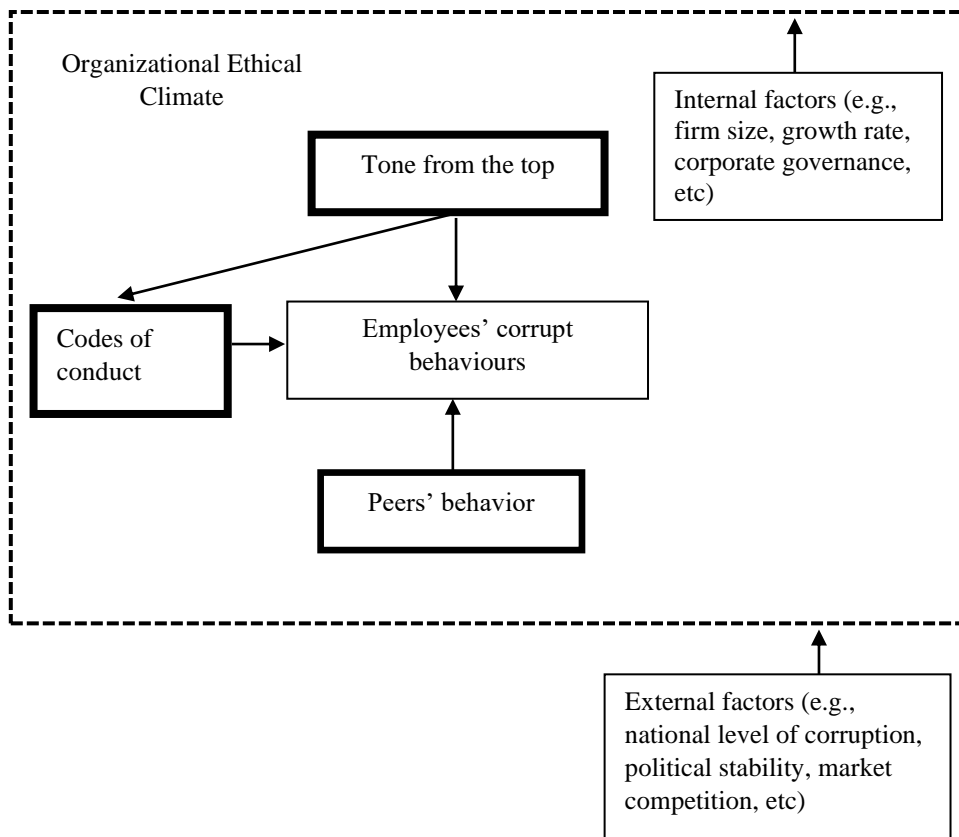 Organizational Ethical
Climate
Internal factors (e.g.,
firm size, growth rate,
corporate governance,
etc)
Tone from the top
Codes of
conduct
Employees’ corrupt
behaviours
Peers’ behavior
External factors (e.g.,
national level of corruption,
political stability, market
competition, etc)